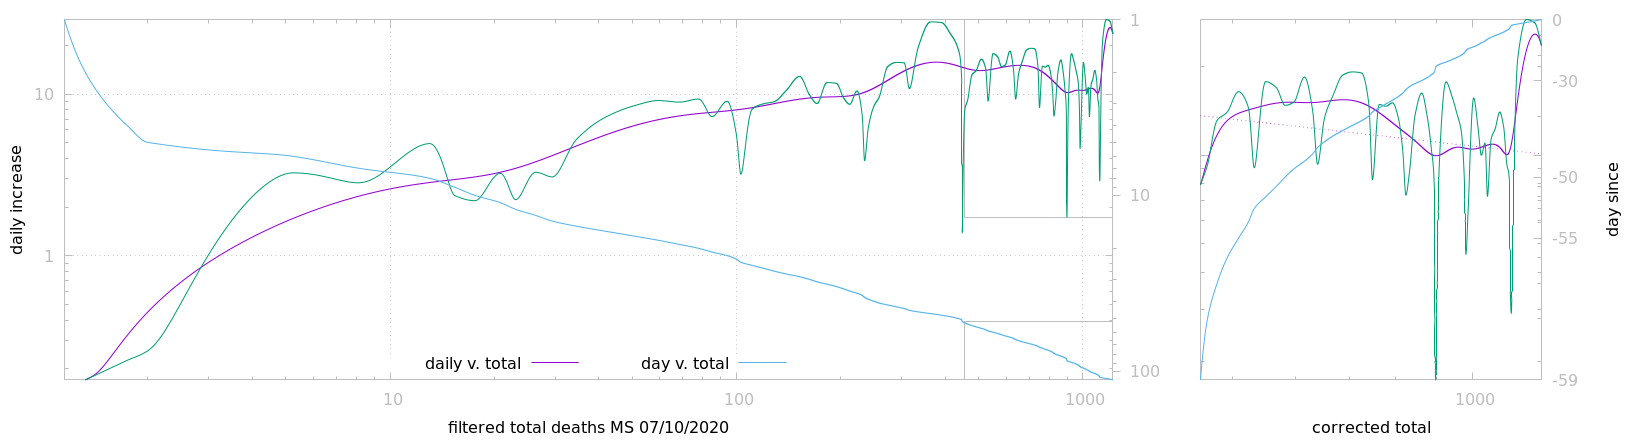 daily increase
10
1
daily v. total
day v. total
10
100
1000
filtered total deaths MS 07/10/2020
1
10
100
1000
corrected total
0
-30
-50
-55
-59
day since